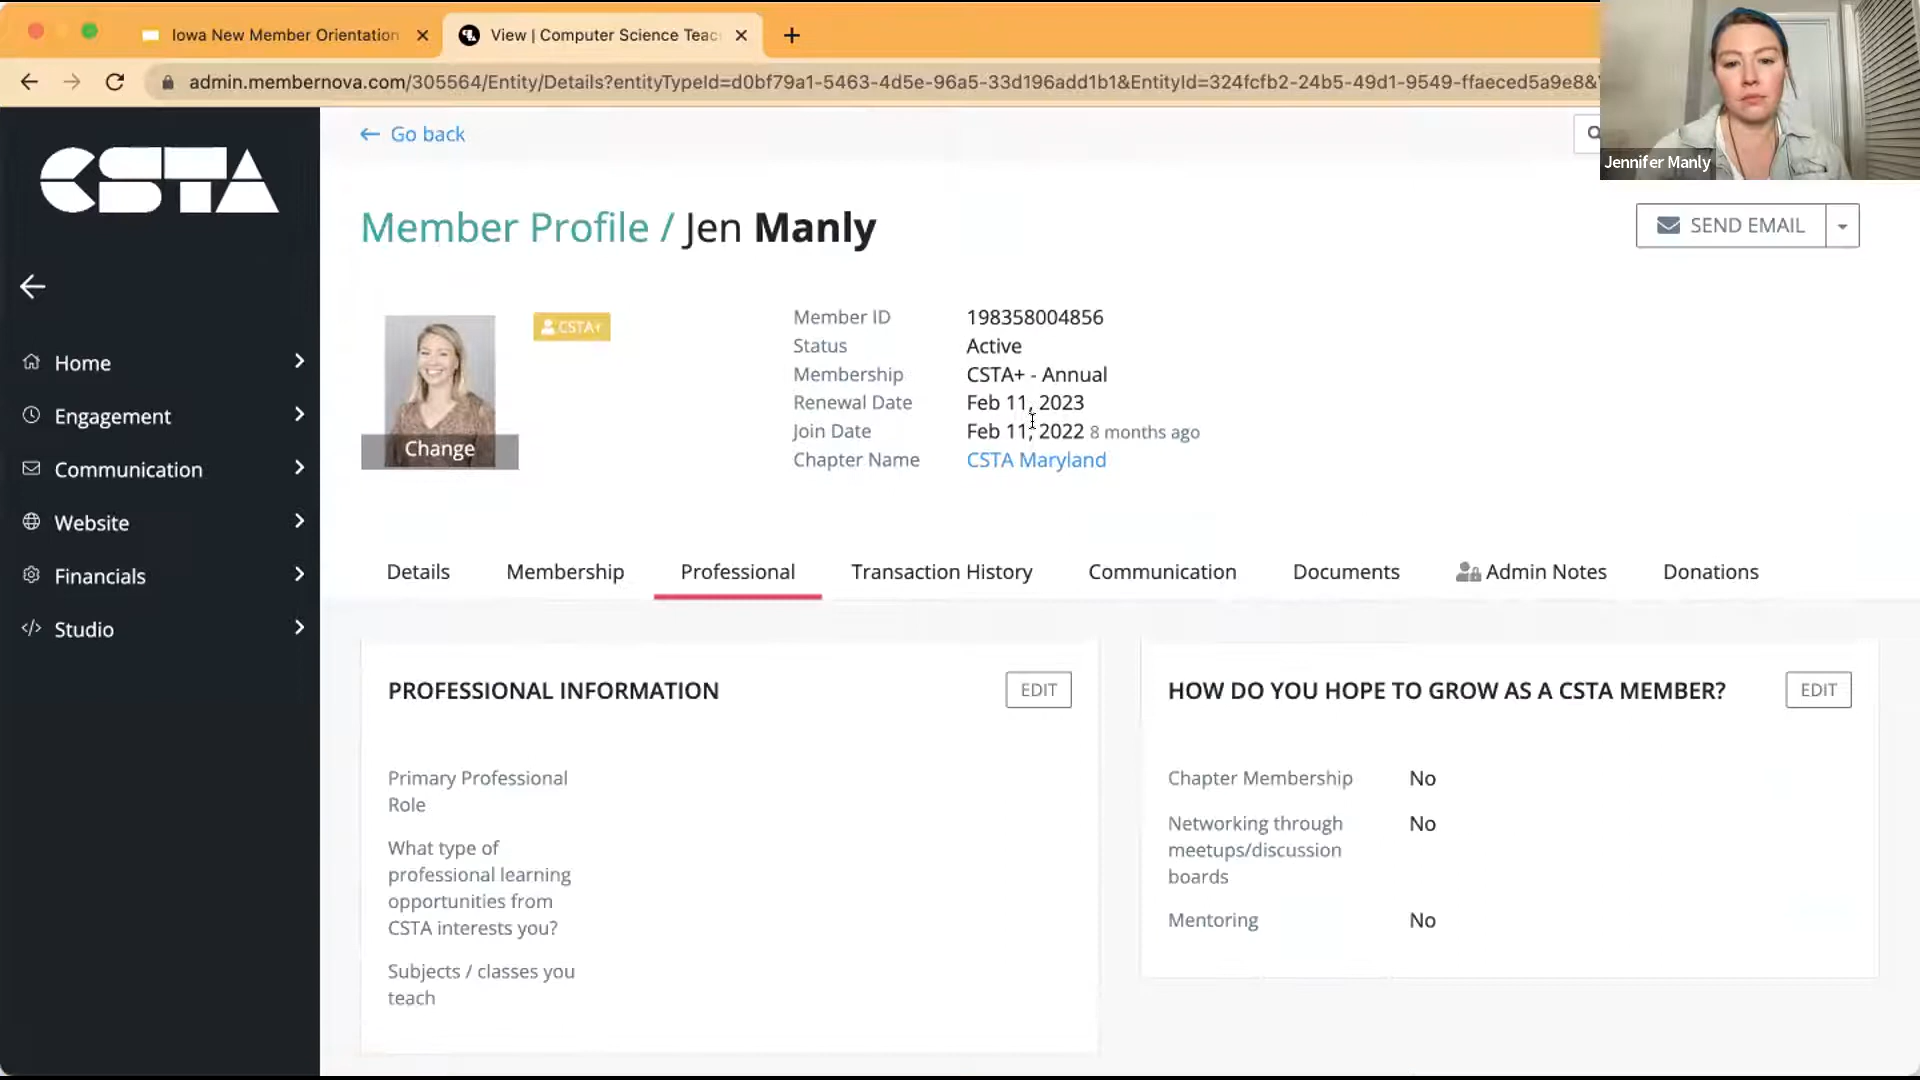 Iowa New Member Orientation
View | Computer Science Teac
admin.membernova.com/305564/Entity/Details?entityTypeId=d0bf79a1-5463-4d5e-96a5-33d196add1b1&EntityId=324fcfb2-24b5-49d1-9549-ffaeced5a9e8&
Jennifer Manly
CSTA
Go back
Member Profile / Jen Manly
SEND EMAIL
CSTA+
Change
Member ID 198358004856
Status Active
Membership CSTA+ - Annual
Renewal Date Feb 11, 2023
Join Date Feb 11, 2022 8 months ago
Chapter Name CSTA Maryland
Home
Engagement
Communication
Website
Financials
Studio
Details Membership Professional Transaction History Communication Documents Admin Notes Donations
PROFESSIONAL INFORMATION
EDIT
Primary Professional
Role
What type of
professional learning
opportunities from
CSTA interests you?
Subjects / classes you
teach
HOW DO YOU HOPE TO GROW AS A CSTA MEMBER?
EDIT
Chapter Membership No
Networking through No
meetups/discussion
boards
Mentoring No